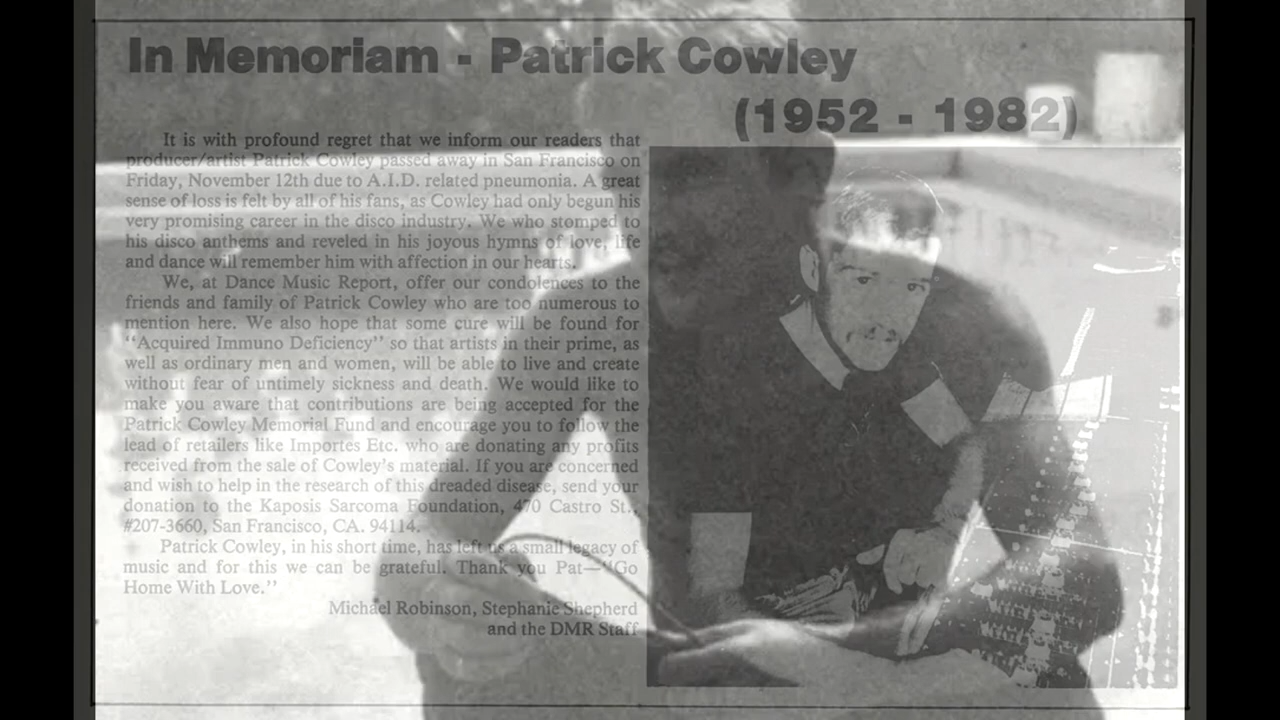 In Memoriam - Patrick Cowley
(1952 - 1982)
It is with profound regret that we inform our readers that
producer/artist Patrick Cowley passed away in San Francisco on
Friday, November 12th due to A.I.D. related pneumonia. A great
sense of loss is felt by all of his fans, as Cowley had only begun his
very promising career in the disco industry. We who stomped to
his disco anthems and reveled in his joyous hymns of love, life
and dance will remember him with affection in our hearts.
We, at Dance Music Report, offer our condolences to the
friends and family of Patrick Cowley who are too numerous to
mention here. We also hope that some cure will be found for
“Acquired Immuno Deficiency” so that artists in their prime, as
well as ordinary men and women, will be able to live and create
without fear of untimely sickness and death. We would like to
make you aware that contributions are being accepted for the
Patrick Cowley Memorial Fund and encourage you to follow the
lead of retailers like Importes Etc. who are donating any profits
received from the sale of Cowley's material. If you are concerned
and wish to help in the research of this dreaded disease, send your
donation to the Kaposis Sarcoma Foundation, 470 Castro St.,
#207-3660, San Francisco, CA. 94114.
Patrick Cowley, in his short time, has left us a small legacy of
music and for this we can be grateful. Thank you Pat—“Go
Home With Love.”
Michael Robinson, Stephanie Shepherd
and the DMR Staff